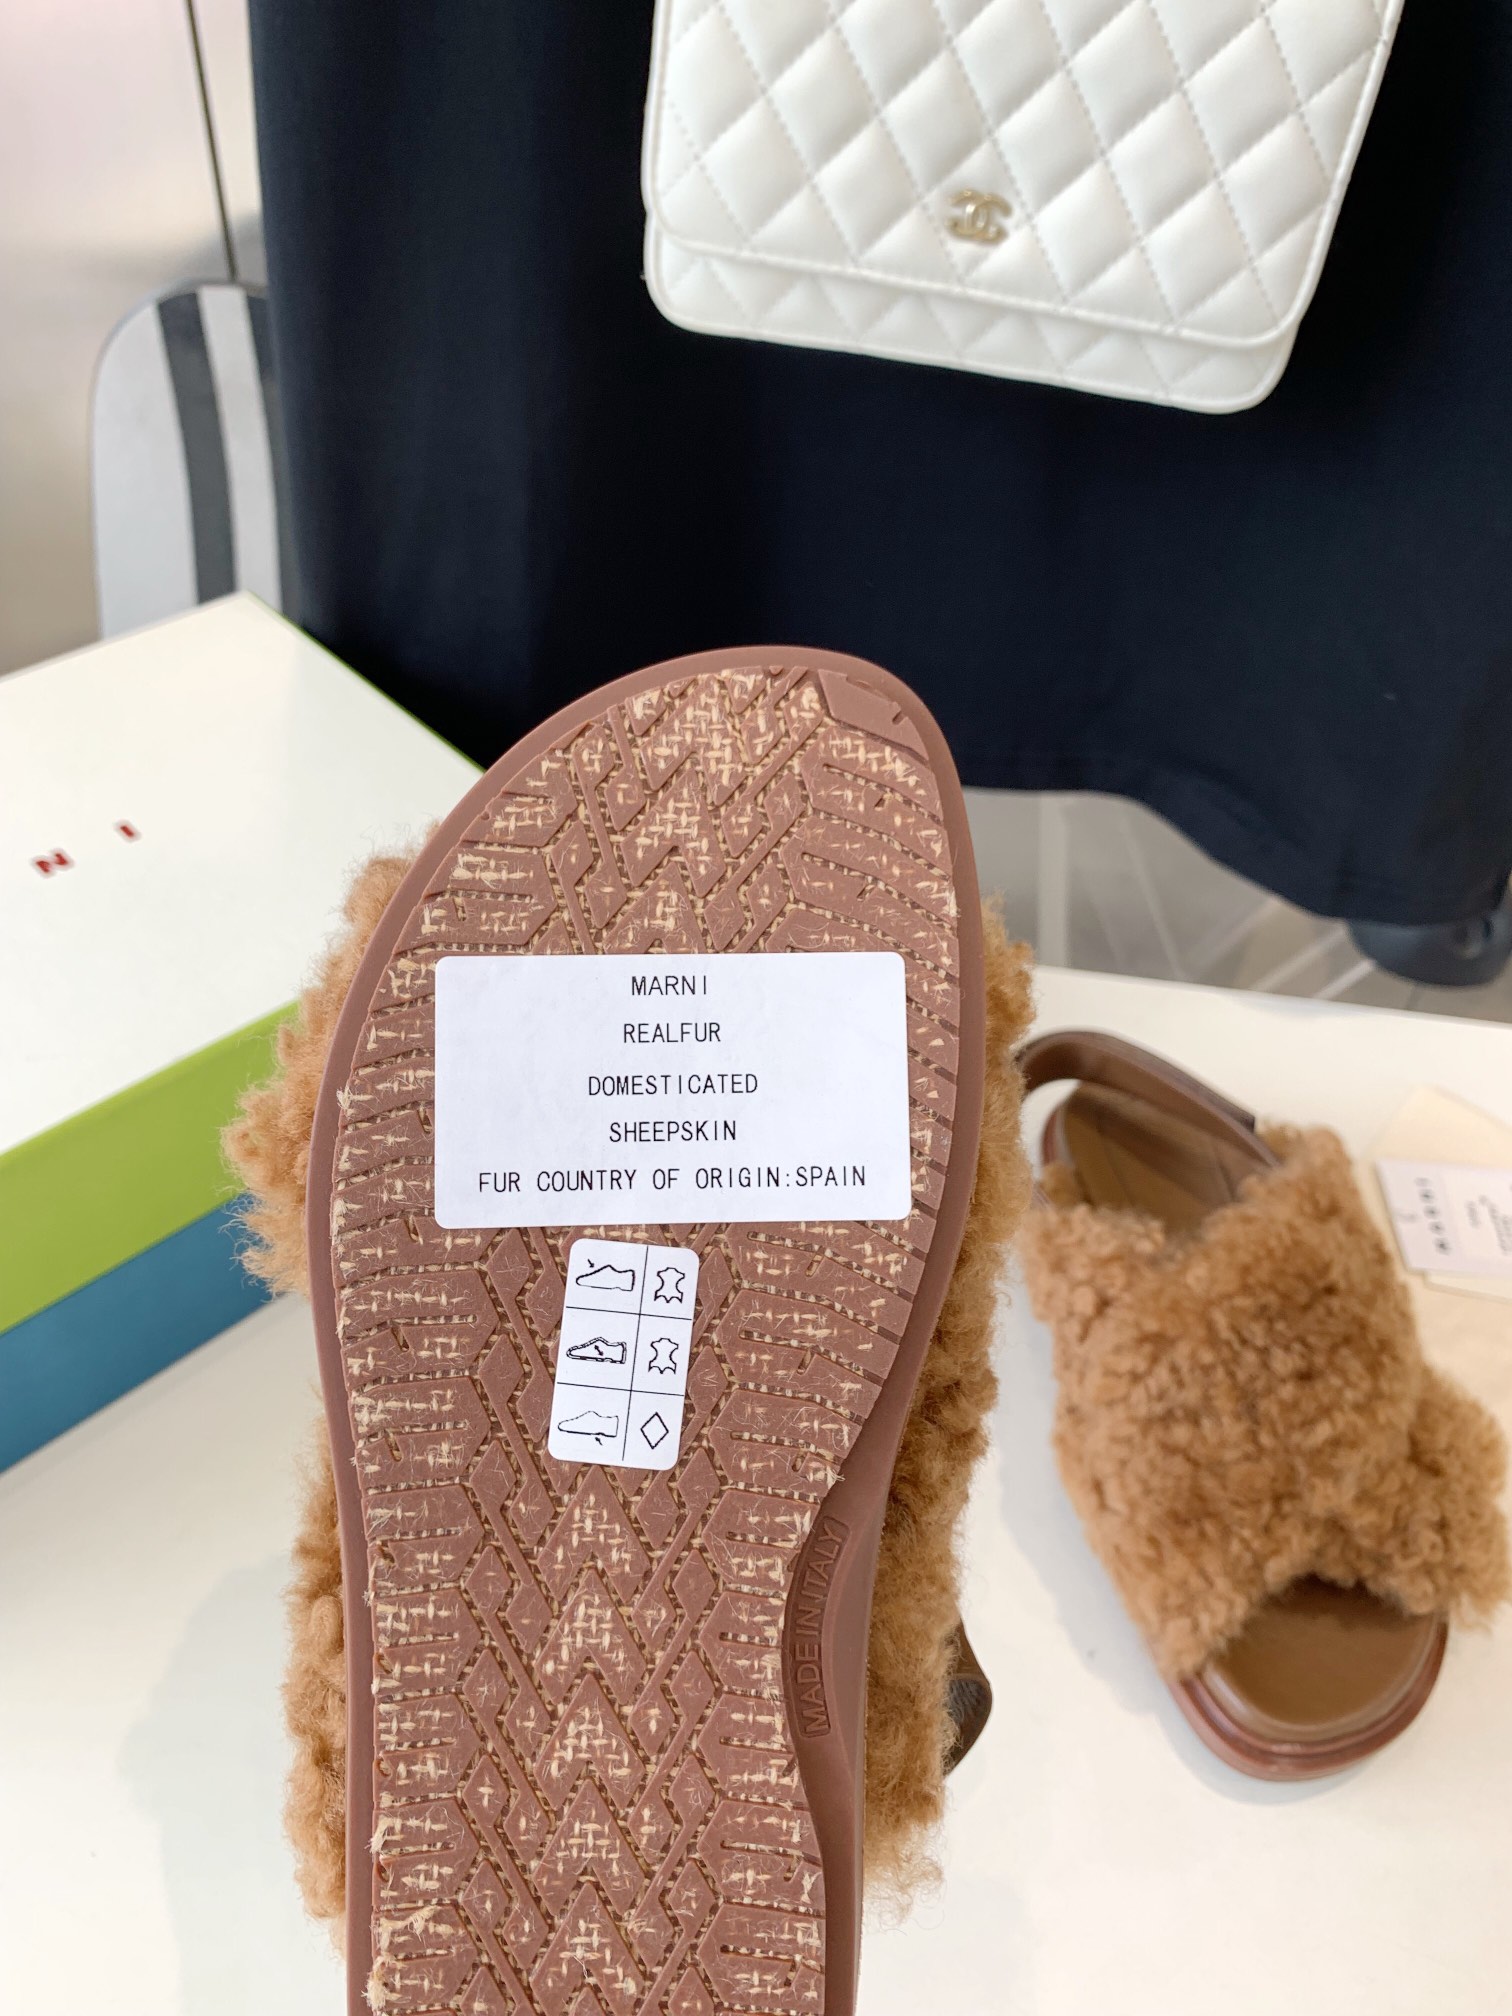 N I
MARNI
REALFUR
DOMESTICATED
SHEEPSKIN
FUR COUNTRY OF ORIGIN:SPAIN
MADE IN ITALY